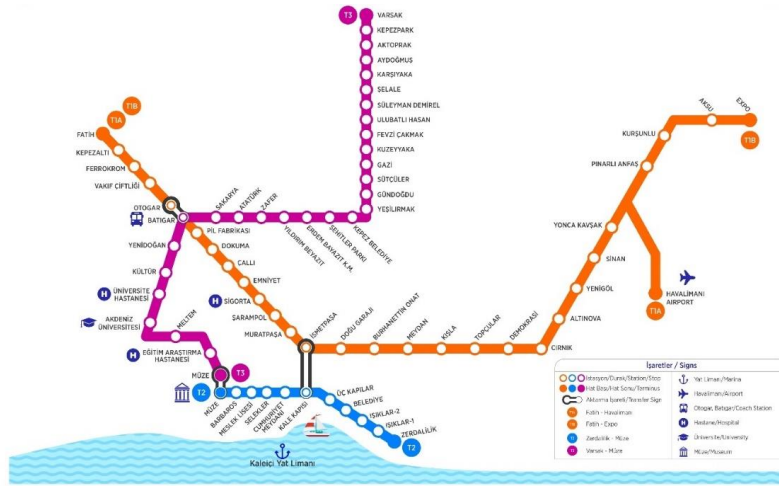 T3
VARSAK
KEPEZPARK
AKTOPRAK
AYDOĞMUŞ
KARŞIYAKA
ŞELALE
SÜLEYMAN DEMİREL
ULUBATLI HASAN
FEVZİ ÇAKMAK
KUZEYYAKA
GAZİ
SÜTÇÜLER
GÜNDOĞDU
YEŞİLIRMAK
T1A
T1B
FATİH
KEPEZALTI
FERROKROM
VAKIF ÇİFTLİĞİ
OTOGAR
BATIGAR
SAKARYA
ATATÜRK
ZAFER
YILDIRIM BEYAZIT
ERDEM BAYAZIT K.M.
ŞEHİTLER PARKI
KEPEZ BELEDİYE
PİL FABRİKASI
DOKUMA
ÇALLI
EMNİYET
H
SİGORTA
ŞARAMPOL
MURATPAŞA
İSMETPAŞA
DOĞU GARAJI
BURHANETTİN ONAT
MEYDAN
KIŞLA
TOPÇULAR
DEMOKRASİ
CIRNIK
ALTINOVA
YENİGÖL
SİNAN
YONCA KAVŞAK
PINARLI ANFAŞ
KURŞUNLU
AKSU
EXPO
T1B
HAVALİMANI
AIRPORT
T1A
YENİDOĞAN
KÜLTÜR
H
ÜNİVERSİTE
HASTANESİ
AKDENİZ
ÜNİVERSİTESİ
MELTEM
H
EĞİTİM ARAŞTIRMA
HASTANESİ
MÜZE
T3
T2
MÜZE
BARBAROS
MESLEK LİSESİ
SELEKLER
CUMHURİYET
MEYDANI
KALE KAPISI
ÜÇ KAPILAR
BELEDİYE
IŞIKLAR-2
IŞIKLAR-1
ZERDALİLİK
T2
Kaleiçi Yat Limanı
İşaretler / Signs
İstasyon/Durak/Station/Stop
Hat Başı/Hat Sonu/Terminus
Aktarma İşareti/Transfer Sign
Fatih - Havalimanı
Fatih - Expo
Zerdalilik - Müze
Varsak - Müze
Yat Limanı/Marina
Havalimanı/Airport
Otogar, Batıgar/Coach Station
Hastane/Hospital
Üniversite/University
Müze/Museum